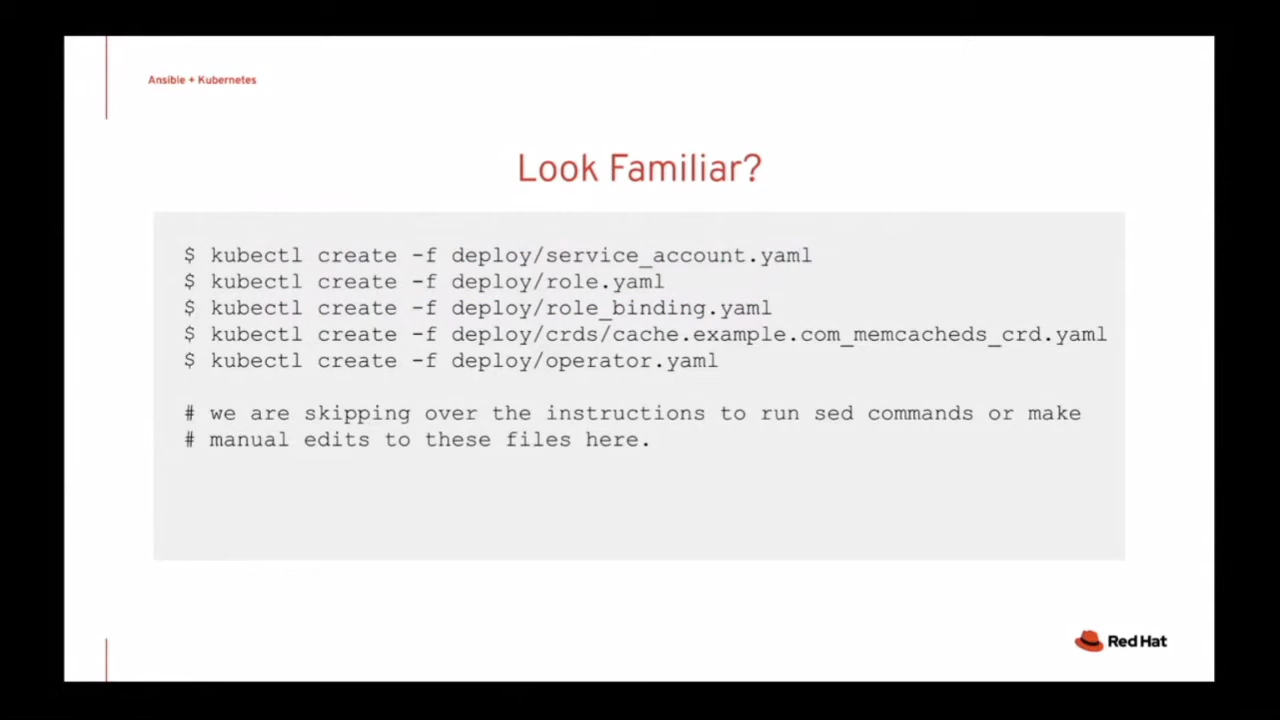 Ansible + Kubernetes
Look Familiar?
$ kubectl create -f deploy/service_account.yaml
$ kubectl create -f deploy/role.yaml
$ kubectl create -f deploy/role_binding.yaml
$ kubectl create -f deploy/crds/cache.example.com_memcacheds_crd.yaml
$ kubectl create -f deploy/operator.yaml
# we are skipping over the instructions to run sed commands or make
# manual edits to these files here.
Red Hat